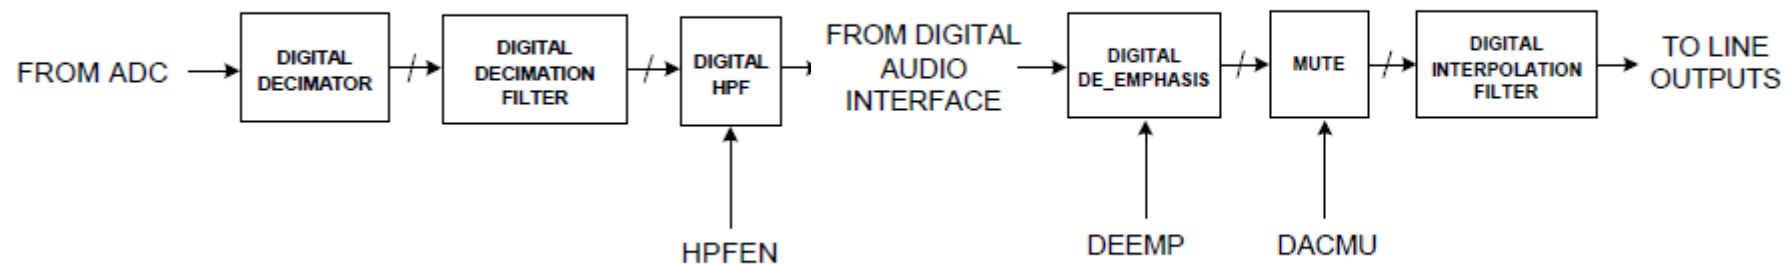 FROM ADC
DIGITAL
DECIMATOR
DIGITAL
DECIMATION
FILTER
DIGITAL
HPF
HPFEN
FROM DIGITAL
AUDIO
INTERFACE
DIGITAL
DE_EMPHASIS
DEEMP
MUTE
DACMU
DIGITAL
INTERPOLATION
FILTER
TO LINE
OUTPUTS